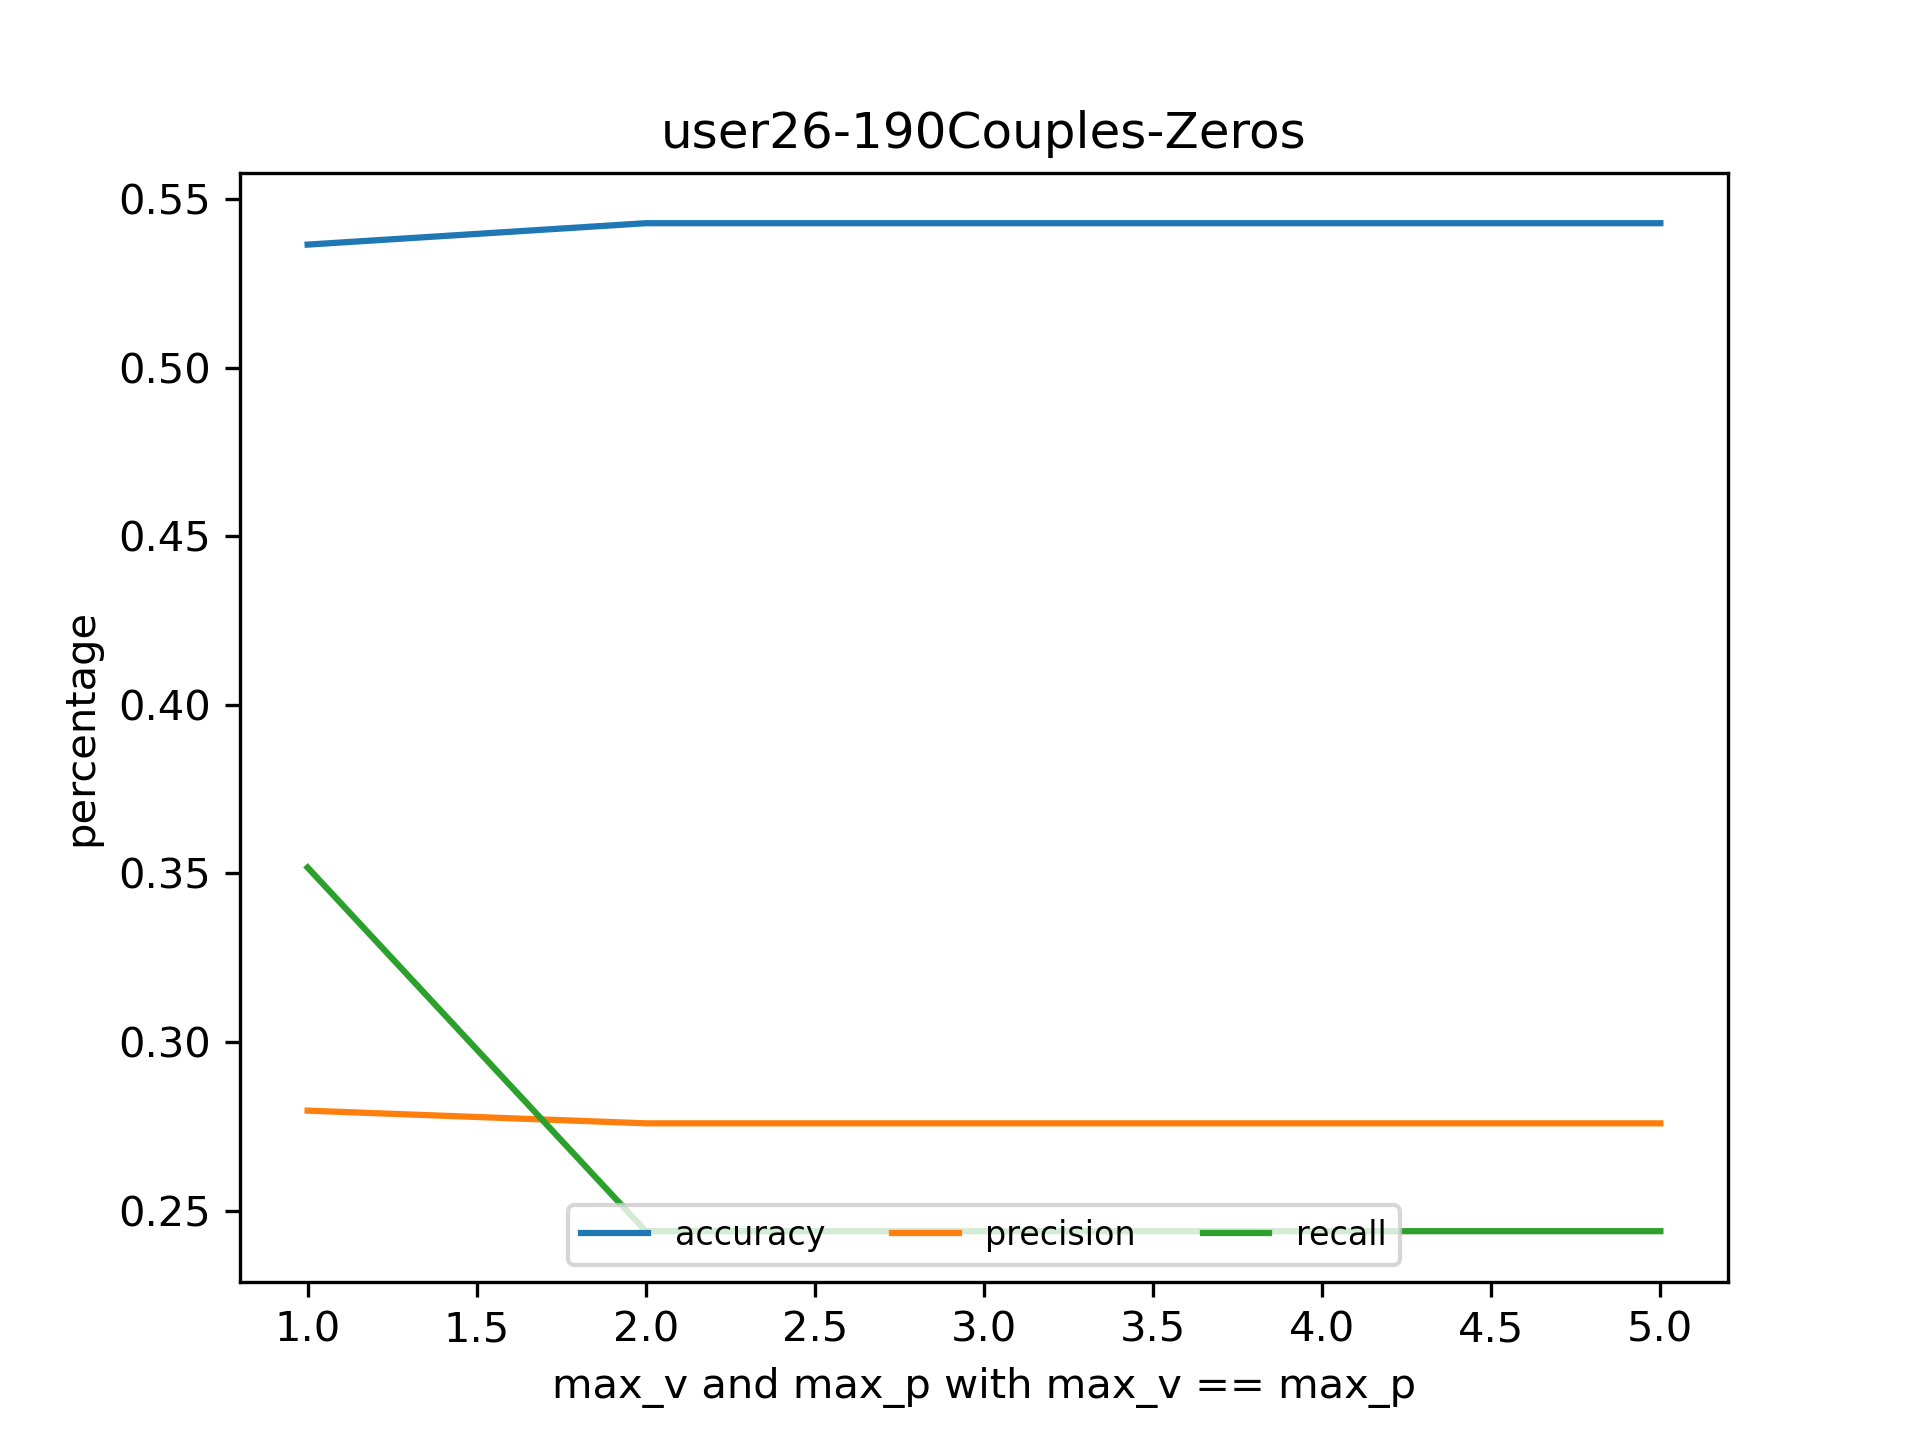 user26-190Couples-Zeros
0.55
0.50
0.45
0.40
0.35
0.30
0.25
percentage
accuracy precision recall
1.0 1.5 2.0 2.5 3.0 3.5 4.0 4.5 5.0
max_v and max_p with max_v == max_p